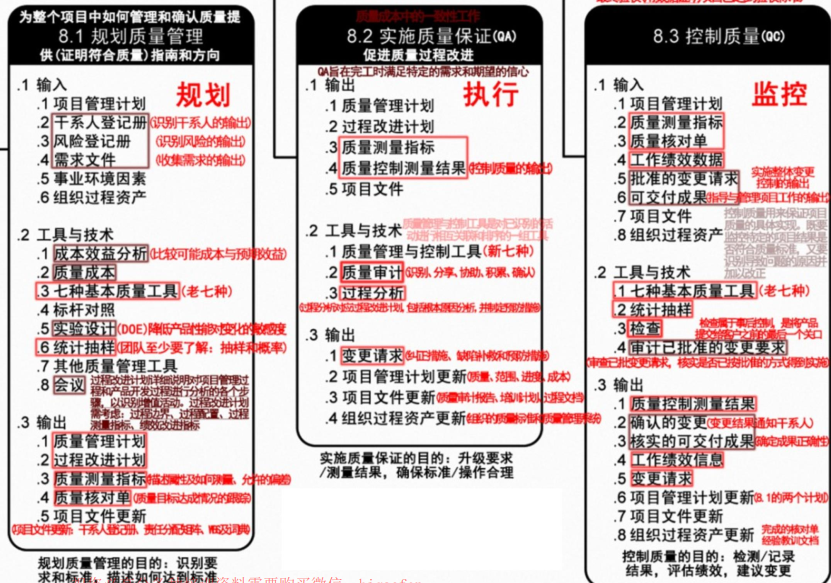 为整个项目中如何管理和确认质量提
8.1 规划质量管理
供(证明符合质量)指南和方向
.1 输入
规划
.1 项目管理计划
.2 干系人登记册(识别干系人的输出)
.3 风险登记册 (识别风险的输出)
.4 需求文件 (收集需求的输出)
.5 事业环境因素
.6 组织过程资产
.2 工具与技术
.1 成本效益分析(比较可能成本与预期效益)
.2 质量成本
.3 七种基本质量工具(老七种)
.4 标杆对照
.5 实验设计(DOE)降低产品性能对变化的敏感度
.6 统计抽样(团队至少要了解：抽样和概率)
.7 其他质量管理工具
.8 会议
过程改进计划详细说明对项目管理过
程和产品开发过程进行分析的各个步
骤，以识别增值活动。过程改进计划
需考虑：过程边界、过程配置、过程
测量指标、绩效改进指标
.3 输出
.1 质量管理计划
.2 过程改进计划
.3 质量测量指标(描述属性及如何测量、允许的偏差)
.4 质量核对单(质量目标达成情况的跟踪)
.5 项目文件更新
(项目文件更新：干系人登记册、责任分配矩阵、WBS及词典)
规划质量管理的目的：识别要
求和标准，描述如何达到标准
质量成本中的一致性工作
8.2 实施质量保证(QA)
促进质量过程改进
QA旨在完工时满足特定的需求和期望的信心
.1 输出
执行
.1 质量管理计划
.2 过程改进计划
.3 质量测量指标
.4 质量控制测量结果(控制质量的输出)
.5 项目文件
.2 工具与技术
.1 质量管理与控制工具(新七种)
.2 质量审计(识别、分享、协助、积累、确认)
.3 过程分析
.3 输出
.1 变更请求(纠正措施、缺陷补救和预防措施)
.2 项目管理计划更新(质量、范围、进度、成本)
.3 项目文件更新(质量审计报告、培训计划、过程文档)
.4 组织过程资产更新(组织的质量标准和质量管理系统)
实施质量保证的目的：升级要求
/测量结果，确保标准/操作合理
8.3 控制质量(QC)
.1 输入
监控
.1 项目管理计划
.2 质量测量指标
.3 质量核对单
.4 工作绩效数据
.5 批准的变更请求
实施整体变更
控制的输出
.6 可交付成果(指导与管理项目工作的输出)
.7 项目文件
.8 组织过程资产
控制质量用来保证项目
质量的具体实现，既要
监控特定的项目结果是
否符合质量标准，又要
识别导致问题的原因并
加以改正
.2 工具与技术
.1 七种基本质量工具(老七种)
.2 统计抽样
.3 检查
检查属于事后控制，是将产品
提交给客户之前的最后一个关口
.4 审计已批准的变更要求
(审查已批变更请求，核实是否已按批准的方式得到实施)
.3 输出
.1 质量控制测量结果
.2 确认的变更(变更结果通知干系人)
.3 核实的可交付成果(确定成果正确性)
.4 工作绩效信息
.5 变更请求
.6 项目管理计划更新(8.1的两个计划)
.7 项目文件更新
.8 组织过程资产更新
完成的核对单
经验教训文档
控制质量的目的：检测/记录
结果，评估绩效，建议变更